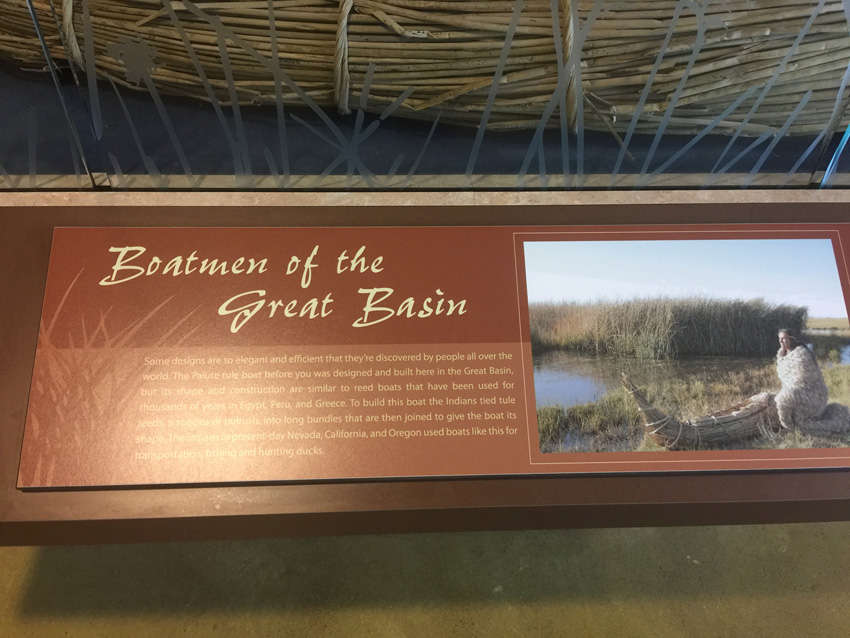 Boatmen of the
Great Basin
Some designs are so elegant and efficient that they're discovered by people all over the
world. The Paiute tule boat before you was designed and built here in the Great Basin,
but its shape and construction are similar to reed boats that have been used for
thousands of years in Egypt, Peru, and Greece. To build this boat the Indians tied tule
reeds, a species of bulrush, into long bundles that are then joined to give the boat its
shape. The Indians in present-day Nevada, California, and Oregon used boats like this for
transportation, fishing and hunting ducks.